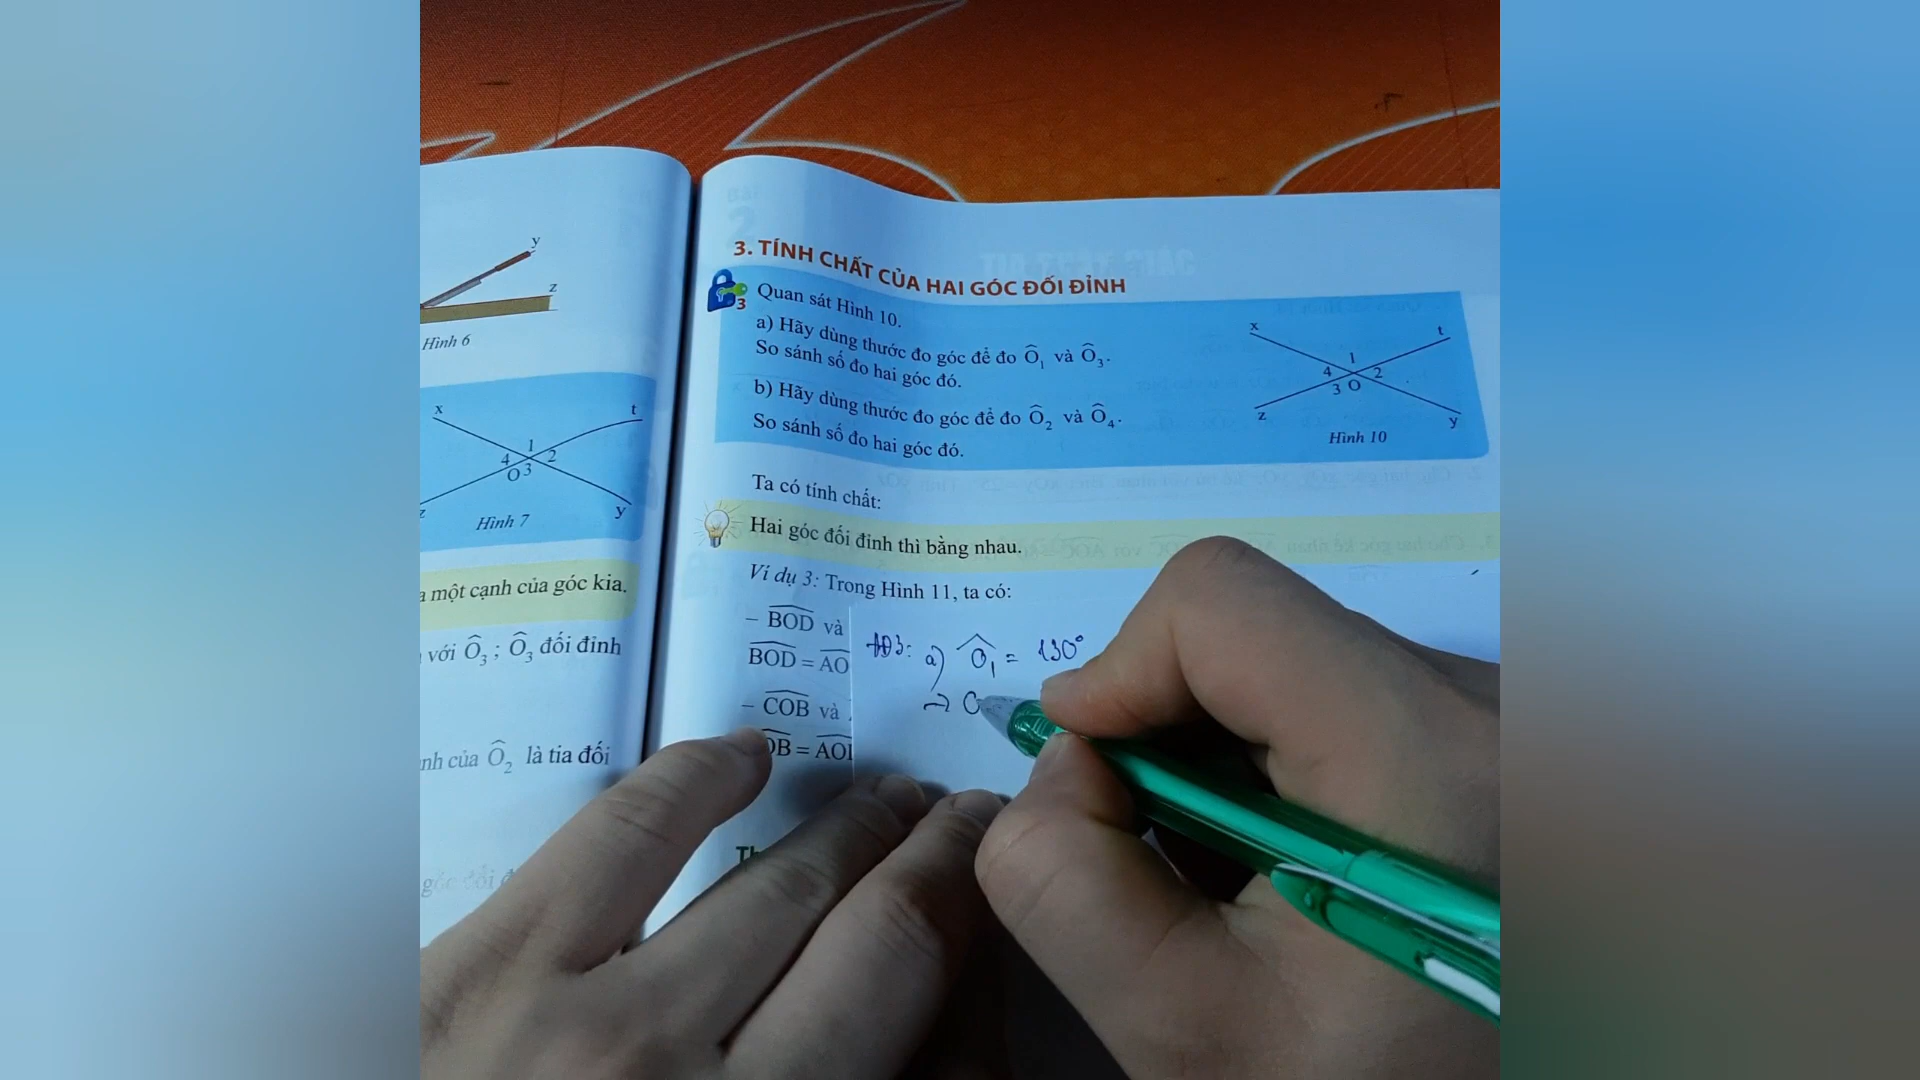 y
z
Hình 6
x
t
1
4
2
O
3
z
y
Hình 7
một cạnh của góc kia.
với Ô₃ ; Ô₃ đối đỉnh
của Ô₂ là tia đối
3. TÍNH CHẤT CỦA HAI GÓC ĐỐI ĐỈNH
3
Quan sát Hình 10.
a) Hãy dùng thước đo góc để đo Ô₁ và Ô₃.
So sánh số đo hai góc đó.
b) Hãy dùng thước đo góc để đo Ô₂ và Ô₄.
So sánh số đo hai góc đó.
x
t
1
4
2
3
O
z
y
Hình 10
Ta có tính chất:
Hai góc đối đỉnh thì bằng nhau.
Ví dụ 3: Trong Hình 11, ta có:
– BOD và
BOD = AO
– COB và
OB = AO
a) Ô₁ = 130°